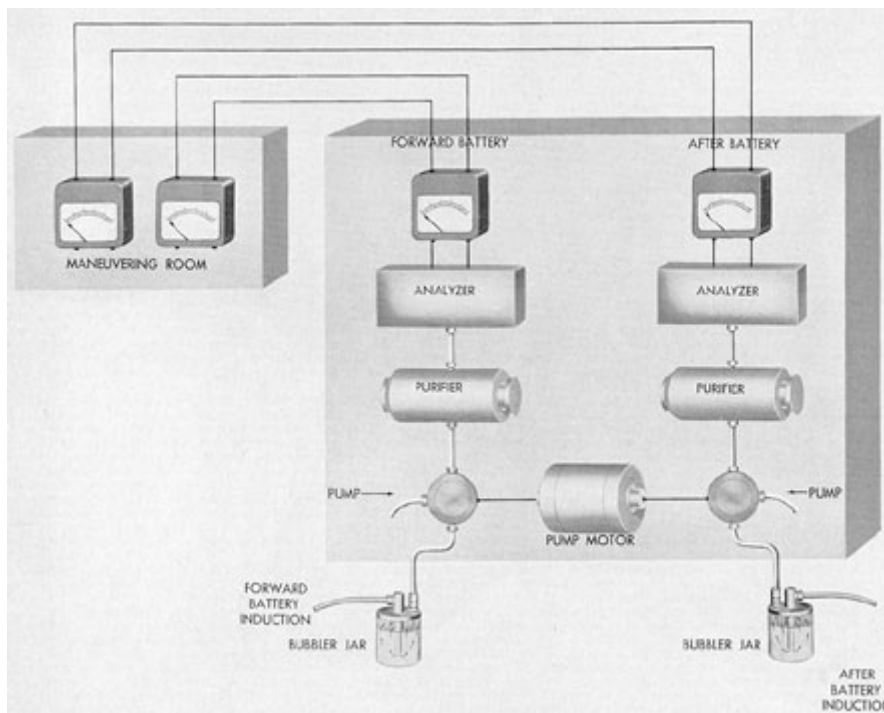 FORWARD BATTERY
AFTER BATTERY
MANEUVERING ROOM
ANALYZER
ANALYZER
PURIFIER
PURIFIER
PUMP
PUMP
PUMP MOTOR
FORWARD
BATTERY
INDUCTION
BUBBLER JAR
BUBBLER JAR
AFTER
BATTERY
INDUCTION